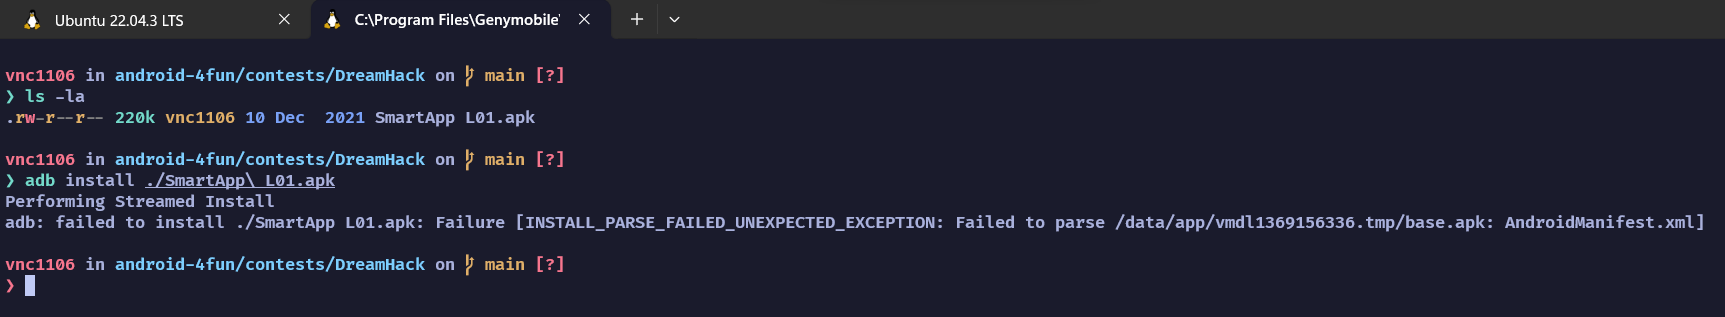 Ubuntu 22.04.3 LTS
C:\Program Files\Genymobile'
vnc1106 in android-4fun/contests/DreamHack on main [?]
❯ ls -la
.rw-r--r-- 220k vnc1106 10 Dec  2021 SmartApp L01.apk
vnc1106 in android-4fun/contests/DreamHack on main [?]
❯ adb install ./SmartApp\ L01.apk
Performing Streamed Install
adb: failed to install ./SmartApp L01.apk: Failure [INSTALL_PARSE_FAILED_UNEXPECTED_EXCEPTION: Failed to parse /data/app/vmdl1369156336.tmp/base.apk: AndroidManifest.xml]
vnc1106 in android-4fun/contests/DreamHack on main [?]
❯